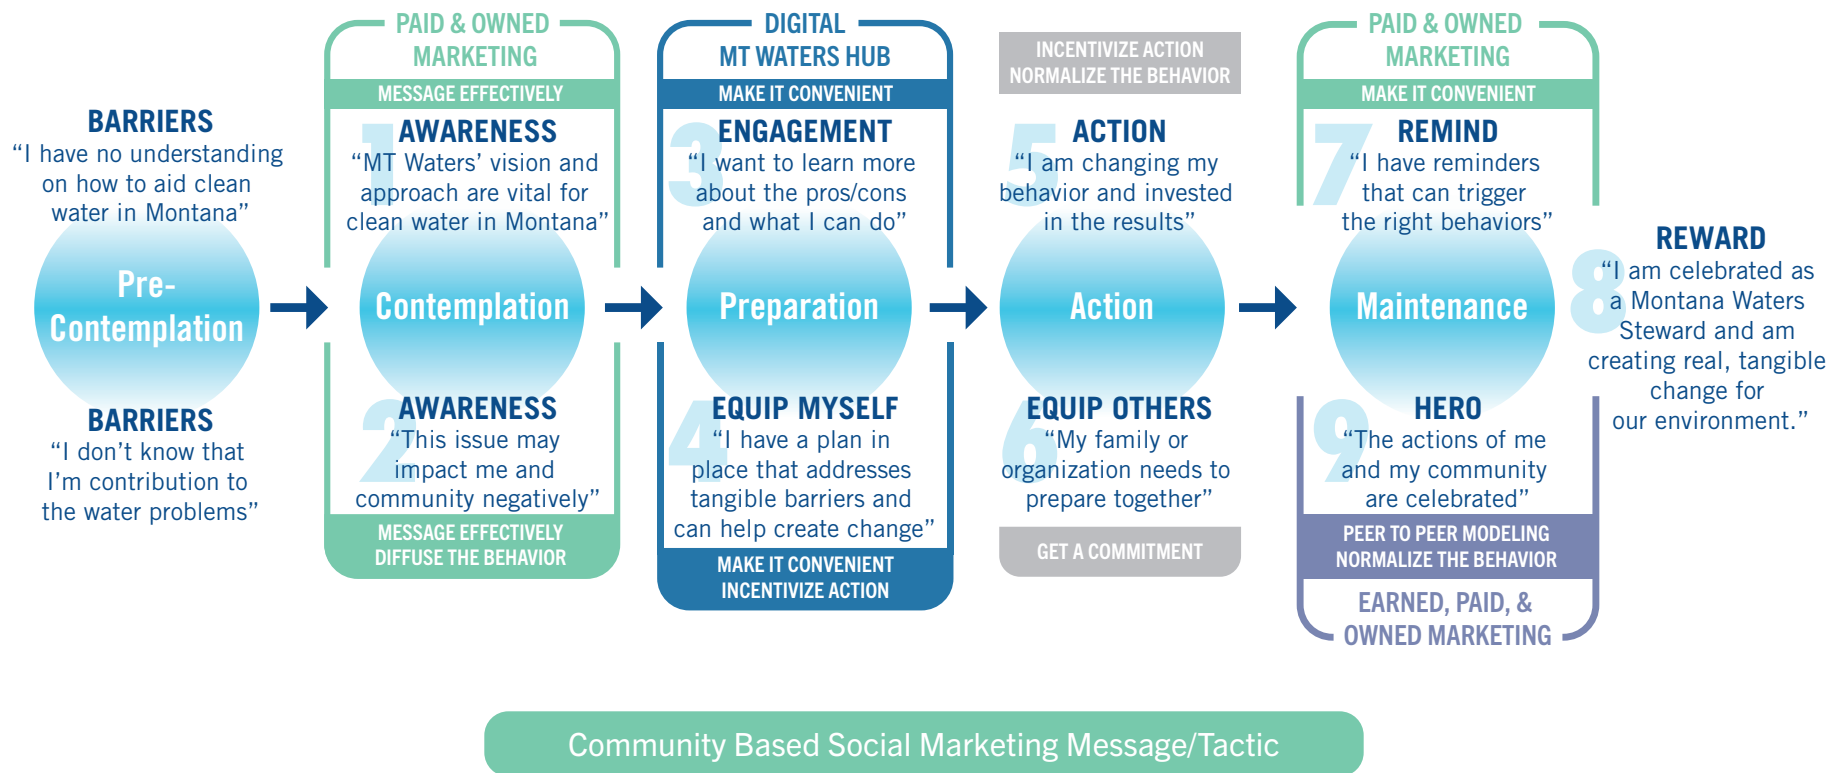 BARRIERS
“I have no understanding
on how to aid clean
water in Montana”
Pre-
Contemplation
BARRIERS
“I don’t know that
I’m contribution to
the water problems”
PAID & OWNED
MARKETING
MESSAGE EFFECTIVELY
1
AWARENESS
“MT Waters’ vision and
approach are vital for
clean water in Montana”
Contemplation
2
AWARENESS
“This issue may
impact me and
community negatively”
MESSAGE EFFECTIVELY
DIFFUSE THE BEHAVIOR
DIGITAL
MT WATERS HUB
MAKE IT CONVENIENT
3
ENGAGEMENT
“I want to learn more
about the pros/cons
and what I can do”
Preparation
4
EQUIP MYSELF
“I have a plan in
place that addresses
tangible barriers and
can help create change”
MAKE IT CONVENIENT
INCENTIVIZE ACTION
INCENTIVIZE ACTION
NORMALIZE THE BEHAVIOR
5
ACTION
“I am changing my
behavior and invested
in the results”
Action
6
EQUIP OTHERS
“My family or
organization needs to
prepare together”
GET A COMMITMENT
PAID & OWNED
MARKETING
MAKE IT CONVENIENT
7
REMIND
“I have reminders
that can trigger
the right behaviors”
Maintenance
8
REWARD
“I am celebrated as
a Montana Waters
Steward and am
creating real, tangible
change for
our environment.”
9
HERO
“The actions of me
and my community
are celebrated”
PEER TO PEER MODELING
NORMALIZE THE BEHAVIOR
EARNED, PAID, &
OWNED MARKETING
Community Based Social Marketing Message/Tactic